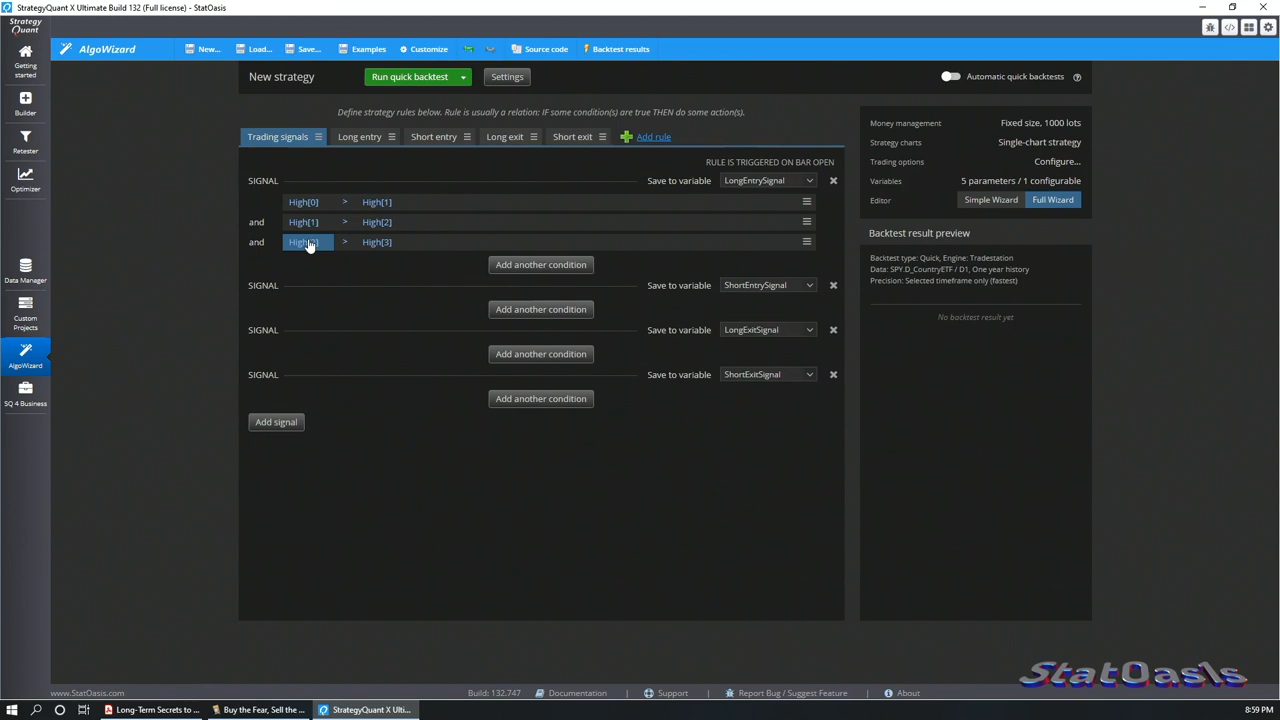 StrategyQuant X Ultimate Build 132 (Full license) - StatOasis
Strategy Quant
AlgoWizard
New...
Load...
Save...
Examples
Customize
Source code
Backtest results
Getting started
Builder
Retester
Optimizer
Data Manager
Custom Projects
AlgoWizard
SQ 4 Business
New strategy
Run quick backtest
Settings
Automatic quick backtests
Define strategy rules below. Rule is usually a relation: IF some condition(s) are true THEN do some action(s).
Trading signals
Long entry
Short entry
Long exit
Short exit
Add rule
RULE IS TRIGGERED ON BAR OPEN
SIGNAL Save to variable LongEntrySignal
High[0] > High[1]
and High[1] > High[2]
and > High[3]
Add another condition
SIGNAL Save to variable ShortEntrySignal
Add another condition
SIGNAL Save to variable LongExitSignal
Add another condition
SIGNAL Save to variable ShortExitSignal
Add another condition
Add signal
Money management Fixed size, 1000 lots
Strategy charts Single-chart strategy
Trading options Configure...
Variables 5 parameters / 1 configurable
Editor Simple Wizard Full Wizard
Backtest result preview
Backtest type: Quick, Engine: Tradestation
Data: SPY.D_CountryETF / D1, One year history
Precision: Selected timeframe only (fastest)
No backtest result yet
StatOasis
www.StatOasis.com
Build: 132.747
Documentation
Support
Report Bug / Suggest Feature
About
Long-Term Secrets to ...
Buy the Fear, Sell the ...
StrategyQuant X Ulti...
8:59 PM